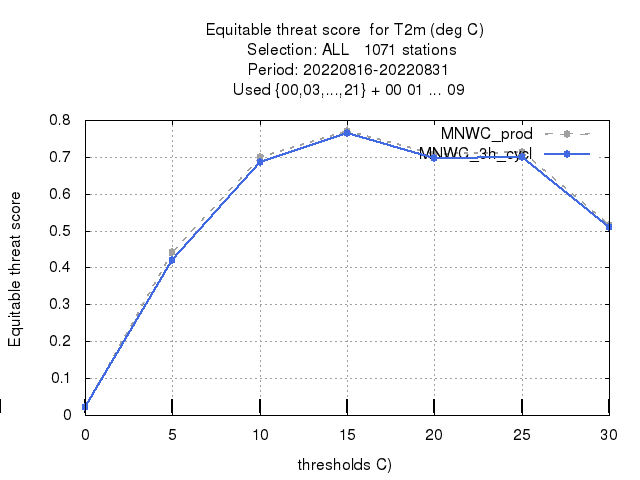 Equitable threat score  for T2m (deg C)
Selection: ALL   1071 stations
Period: 20220816-20220831
Used {00,03,...,21} + 00 01 ... 09
0.8
0.7
0.6
0.5
0.4
0.3
0.2
0.1
0
Equitable threat score
MNWC_prod
MNWG_3h_cycl
0 5 10 15 20 25 30
thresholds C)